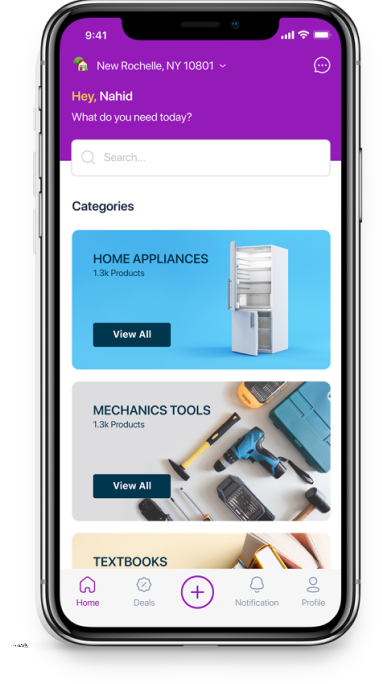 9:41
New Rochelle, NY 10801
Hey, Nahid
What do you need today?
Search...
Categories
HOME APPLIANCES
1.3k Products
View All
MECHANICS TOOLS
1.3k Products
View All
TEXTBOOKS
Home
Deals
Notification
Profile